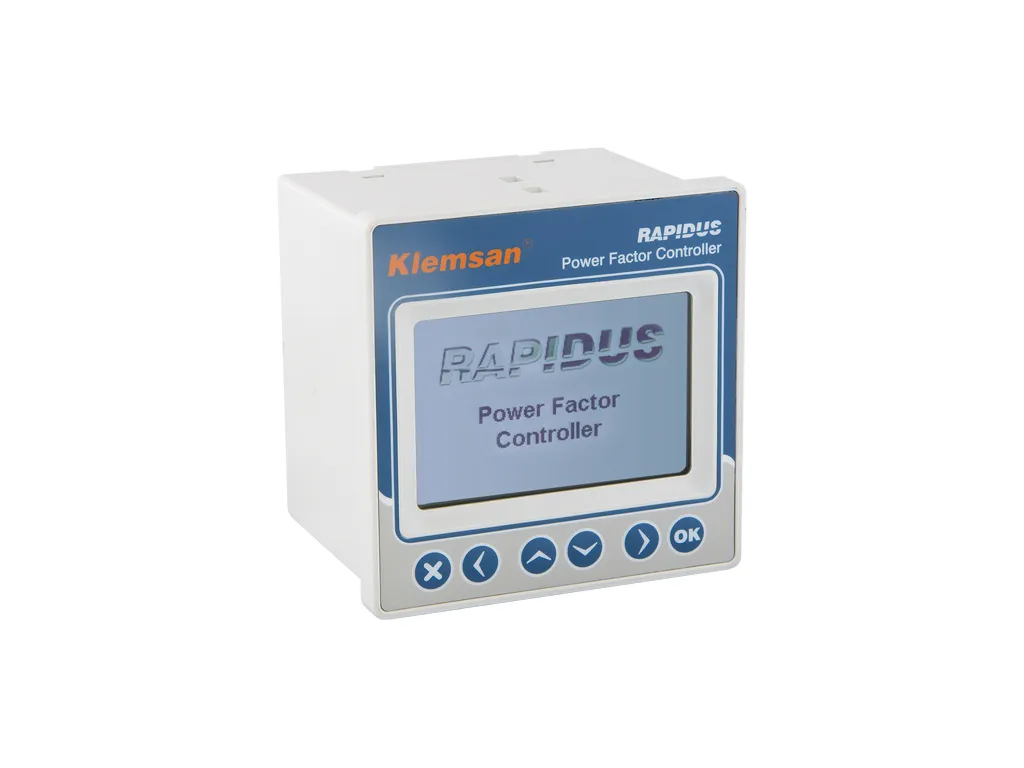 Klemsan
RAPIDUS
Power Factor Controller
RAPIDUS
Power Factor
Controller
OK